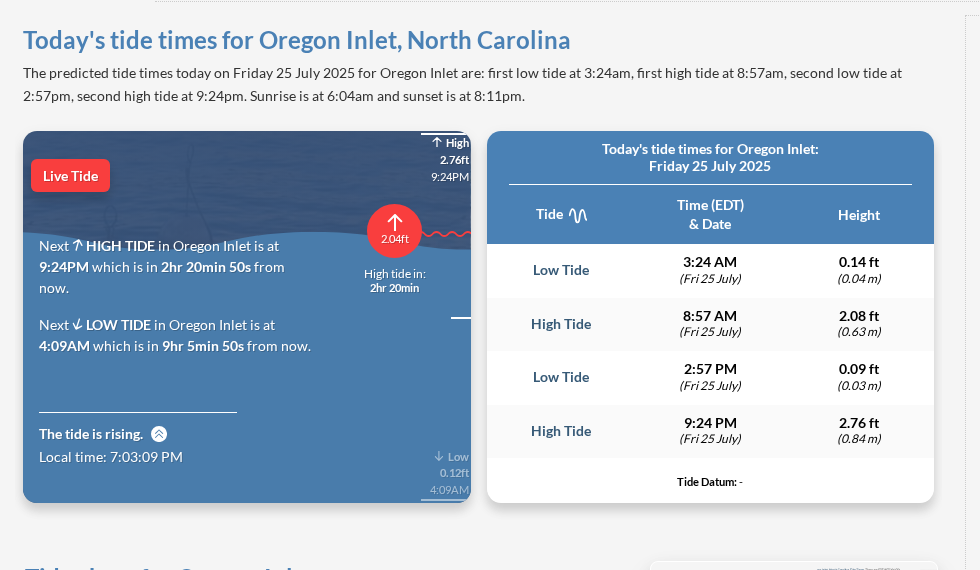 Today's tide times for Oregon Inlet, North Carolina
The predicted tide times today on Friday 25 July 2025 for Oregon Inlet are: first low tide at 3:24am, first high tide at 8:57am, second low tide at
2:57pm, second high tide at 9:24pm. Sunrise is at 6:04am and sunset is at 8:11pm.
Live Tide
High
2.76ft
9:24PM
2.04ft
High tide in:
2hr 20min
Next HIGH TIDE in Oregon Inlet is at
9:24PM which is in 2hr 20min 50s from
now.
Next LOW TIDE in Oregon Inlet is at
4:09AM which is in 9hr 5min 50s from now.
The tide is rising.
Local time: 7:03:09 PM
Low
0.12ft
4:09AM
Today's tide times for Oregon Inlet:
Friday 25 July 2025
Tide Time (EDT) & Date Height
Low Tide 3:24 AM 0.14 ft
(Fri 25 July) (0.04 m)
High Tide 8:57 AM 2.08 ft
(Fri 25 July) (0.63 m)
Low Tide 2:57 PM 0.09 ft
(Fri 25 July) (0.03 m)
High Tide 9:24 PM 2.76 ft
(Fri 25 July) (0.84 m)
Tide Datum: -